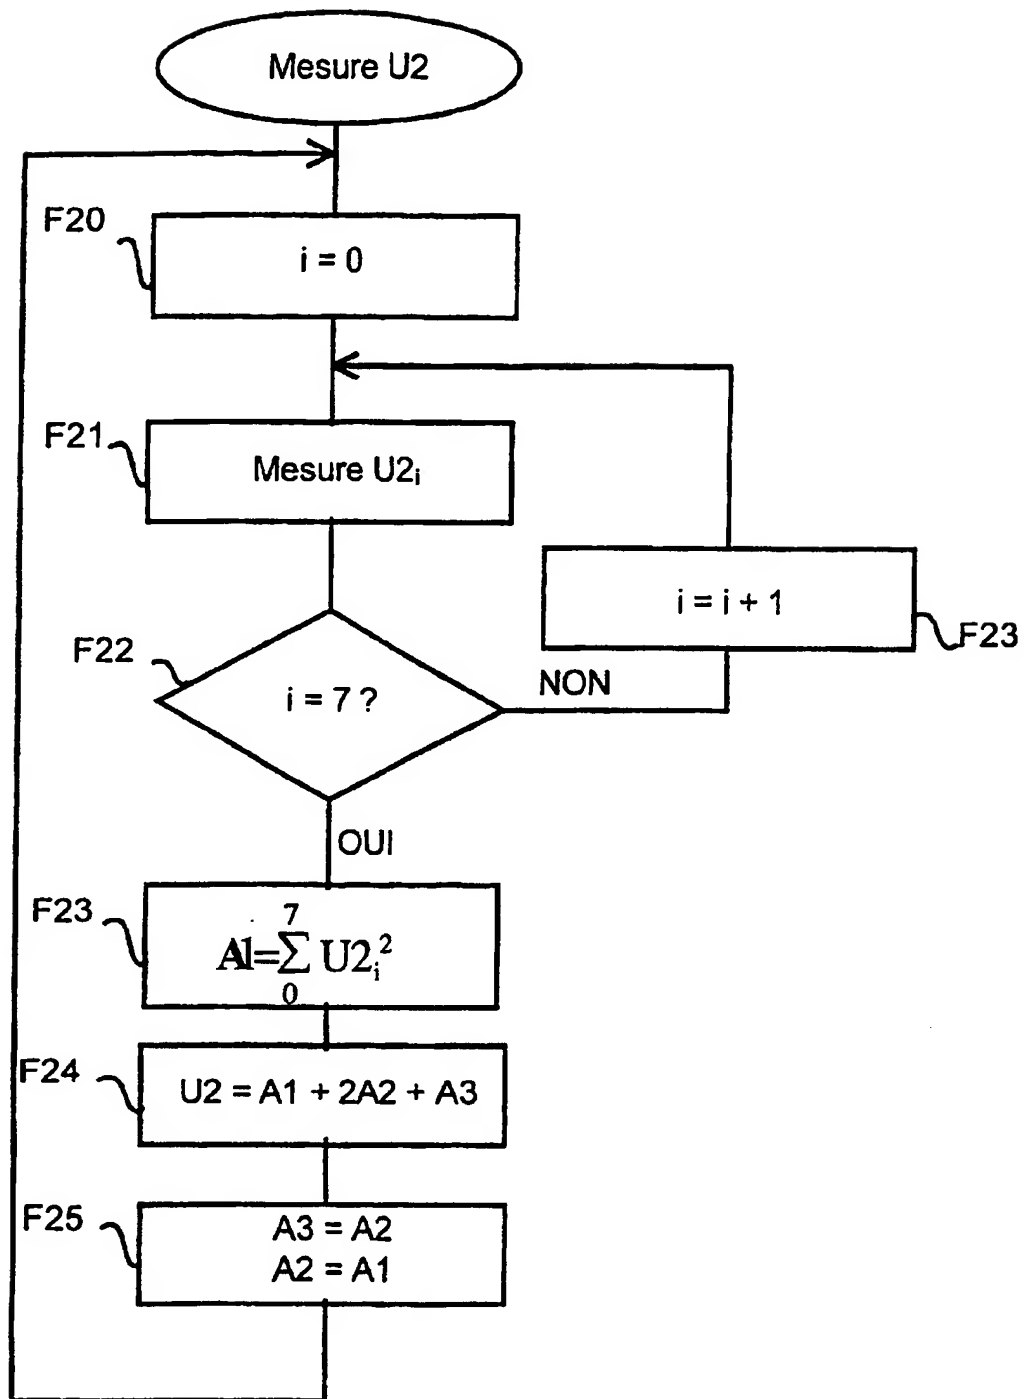 Mesure U2
F20
i = 0
F21
Mesure U2i
i = i + 1
F23
F22
i = 7 ?
NON
OUI
F23
7
A1=∑ U2i²
0
F24
U2 = A1 + 2A2 + A3
F25
A3 = A2
A2 = A1